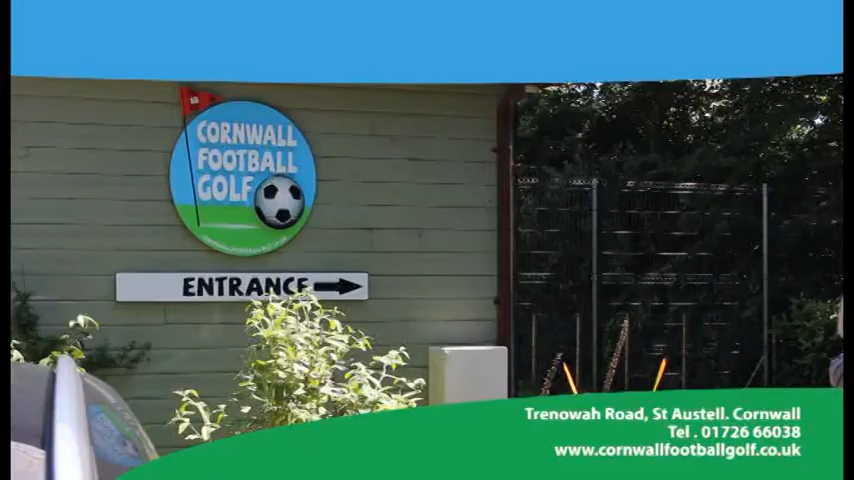 CORNWALL
FOOTBALL
GOLF
ENTRANCE
Trenowah Road, St Austell. Cornwall
Tel . 01726 66038
www.cornwallfootballgolf.co.uk